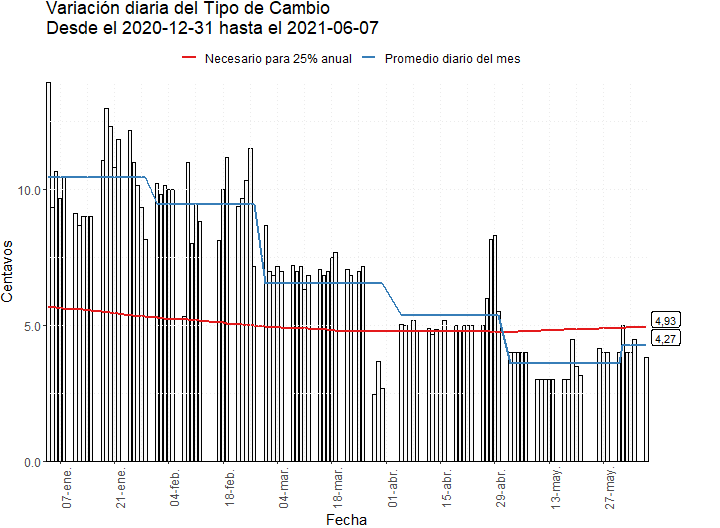 Variación diaria del Tipo de Cambio
Desde el 2020-12-31 hasta el 2021-06-07
Necesario para 25% anual
Promedio diario del mes
Centavos
10.0
5.0
0.0
4,93
4,27
07-ene.
21-ene.
04-feb.
18-feb.
04-mar.
18-mar.
01-abr.
15-abr.
29-abr.
13-may.
27-may.
Fecha